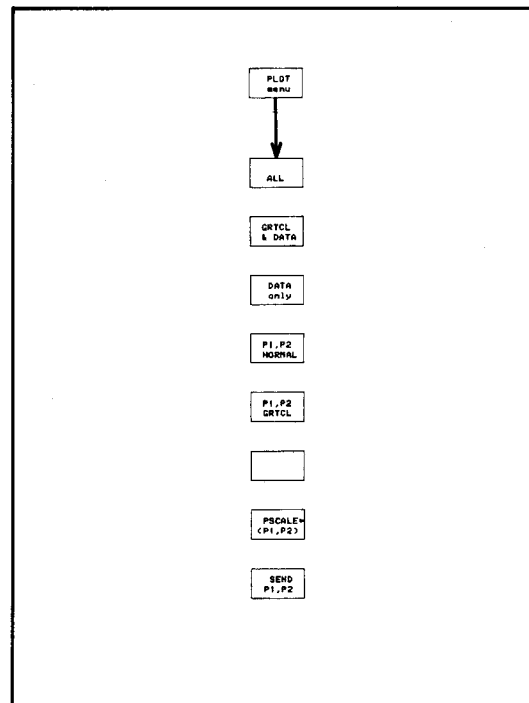 PLOT
menu
ALL
GRTCL
& DATA
DATA
only
P1,P2
NORMAL
P1,P2
GRTCL
PSCALE
(P1,P2)
SEND
P1,P2